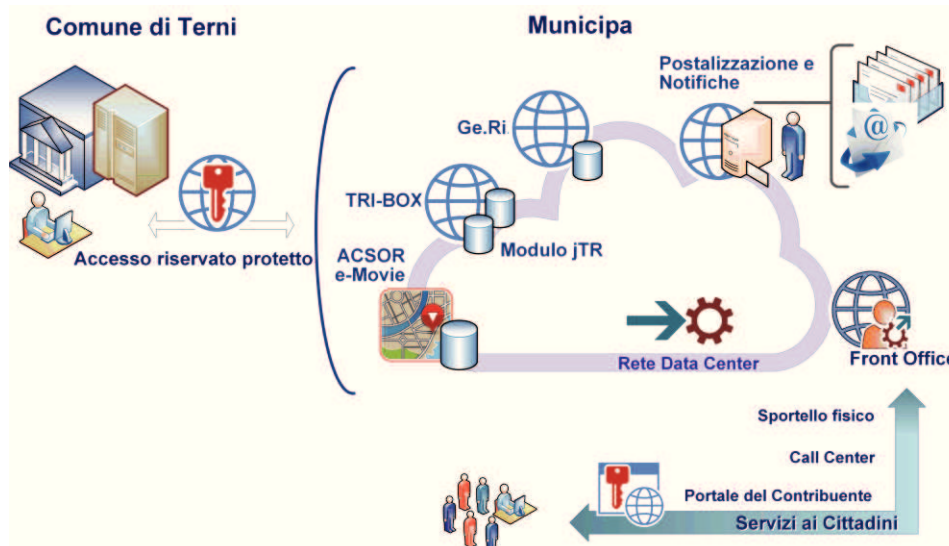 Comune di Terni
Municipa
Postalizzazione e
Notifiche
Ge.Ri.
TRI-BOX
Accesso riservato protetto
ACSOR
e-Movie
Modulo jTR
Rete Data Center
Front Office
Sportello fisico
Call Center
Portale del Contribuente
Servizi ai Cittadini
@